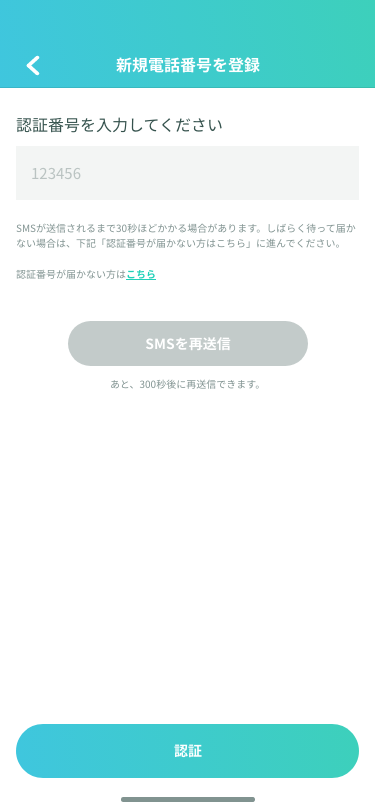 新規電話番号を登録
認証番号を入力してください
123456
SMSが送信されるまで30秒ほどかかる場合があります。しばらく待って届か
ない場合は、下記「認証番号が届かない方はこちら」に進んでください。
認証番号が届かない方はこちら
SMSを再送信
あと、300秒後に再送信できます。
認証